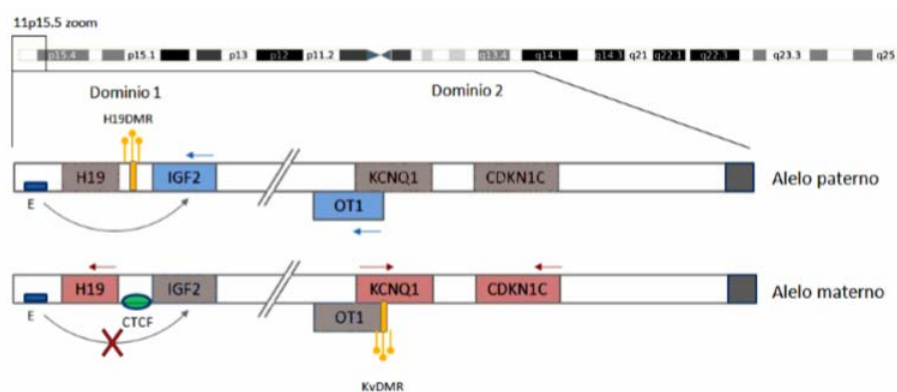 11p15.5 zoom
p15.4 p15.1 p13 p12 p11.2 q13.4 q14.1 q14.3 q21 q22.1 q22.3 q23.3 q25
Dominio 1 Dominio 2
H19DMR
H19 IGF2 KCNQ1 CDKN1C Alelo paterno
E OT1
H19 IGF2 KCNQ1 CDKN1C Alelo materno
E CTCF OT1
KvDMR